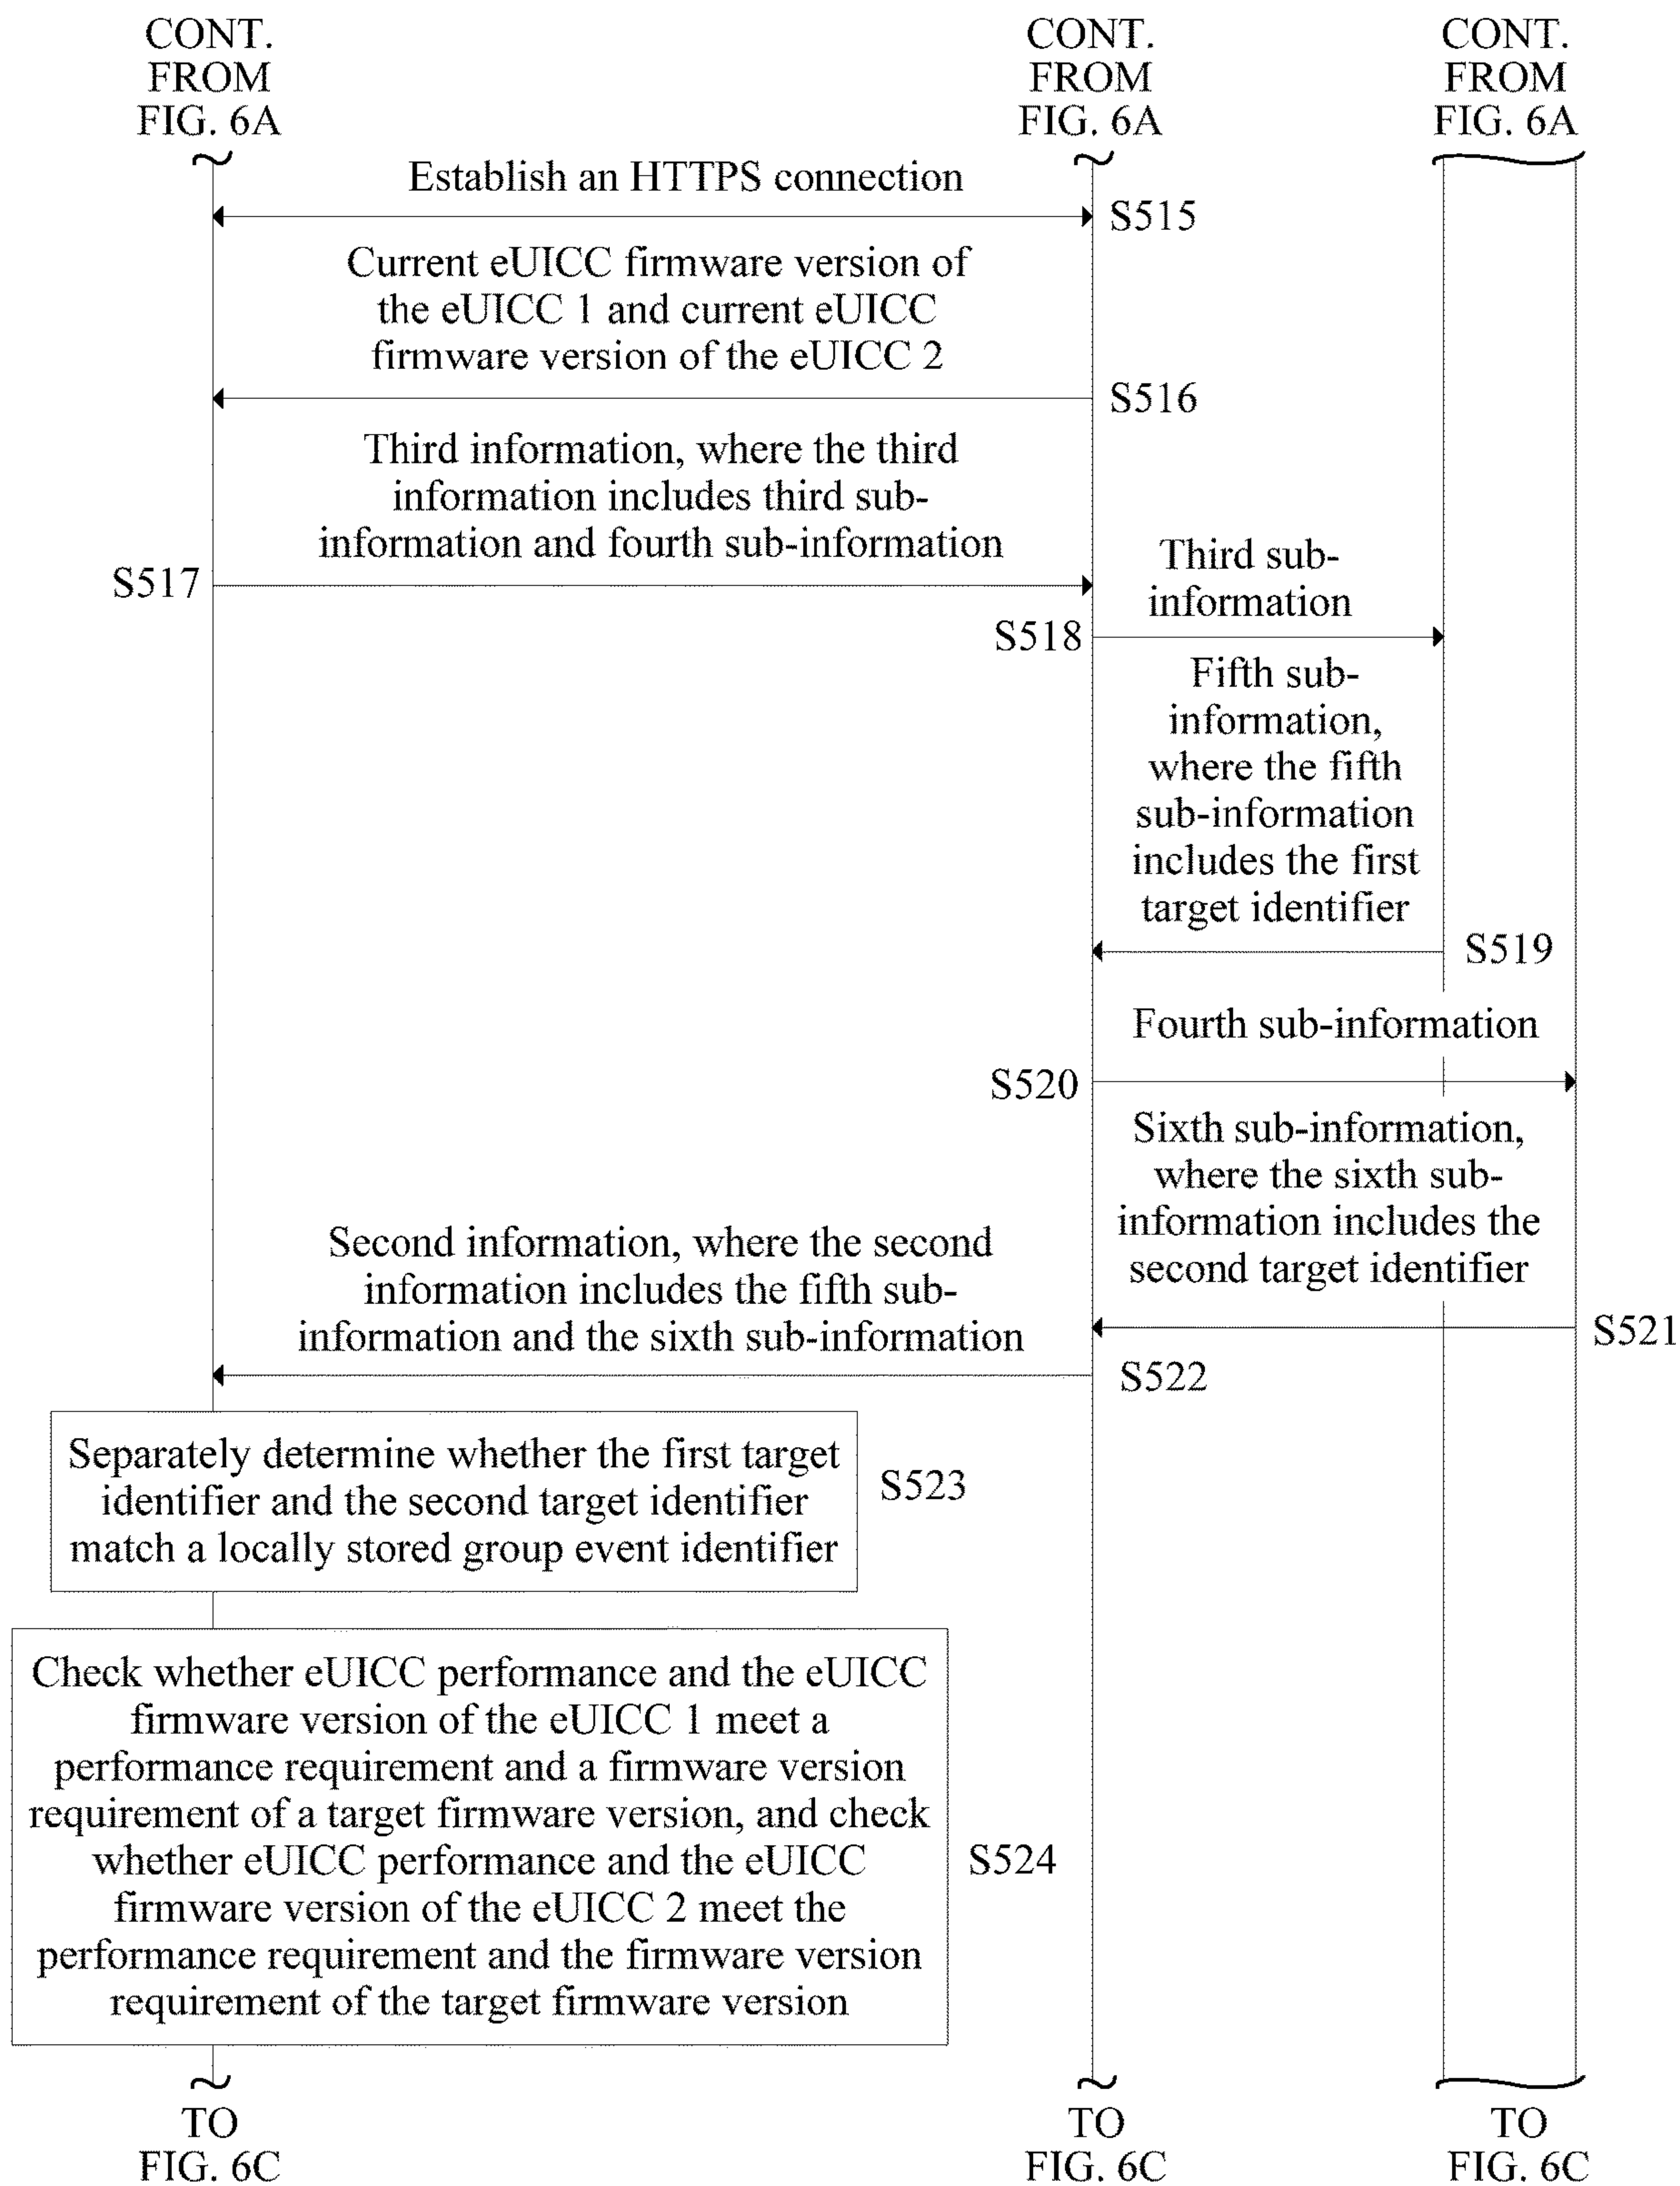 CONT.
FROM
FIG. 6A
CONT.
FROM
FIG. 6A
CONT.
FROM
FIG. 6A
Establish an HTTPS connection
S515
Current eUICC firmware version of
the eUICC 1 and current eUICC
firmware version of the eUICC 2
S516
Third information, where the third
information includes third sub-
information and fourth sub-information
S517
Third sub-
information
S518
Fifth sub-
information,
where the fifth
sub-information
includes the first
target identifier
S519
Fourth sub-information
S520
Sixth sub-information,
where the sixth sub-
information includes the
second target identifier
S521
Second information, where the second
information includes the fifth sub-
information and the sixth sub-information
S522
Separately determine whether the first target
identifier and the second target identifier
match a locally stored group event identifier
S523
Check whether eUICC performance and the eUICC
firmware version of the eUICC 1 meet a
performance requirement and a firmware version
requirement of a target firmware version, and check
whether eUICC performance and the eUICC
firmware version of the eUICC 2 meet the
performance requirement and the firmware version
requirement of the target firmware version
S524
TO
FIG. 6C
TO
FIG. 6C
TO
FIG. 6C